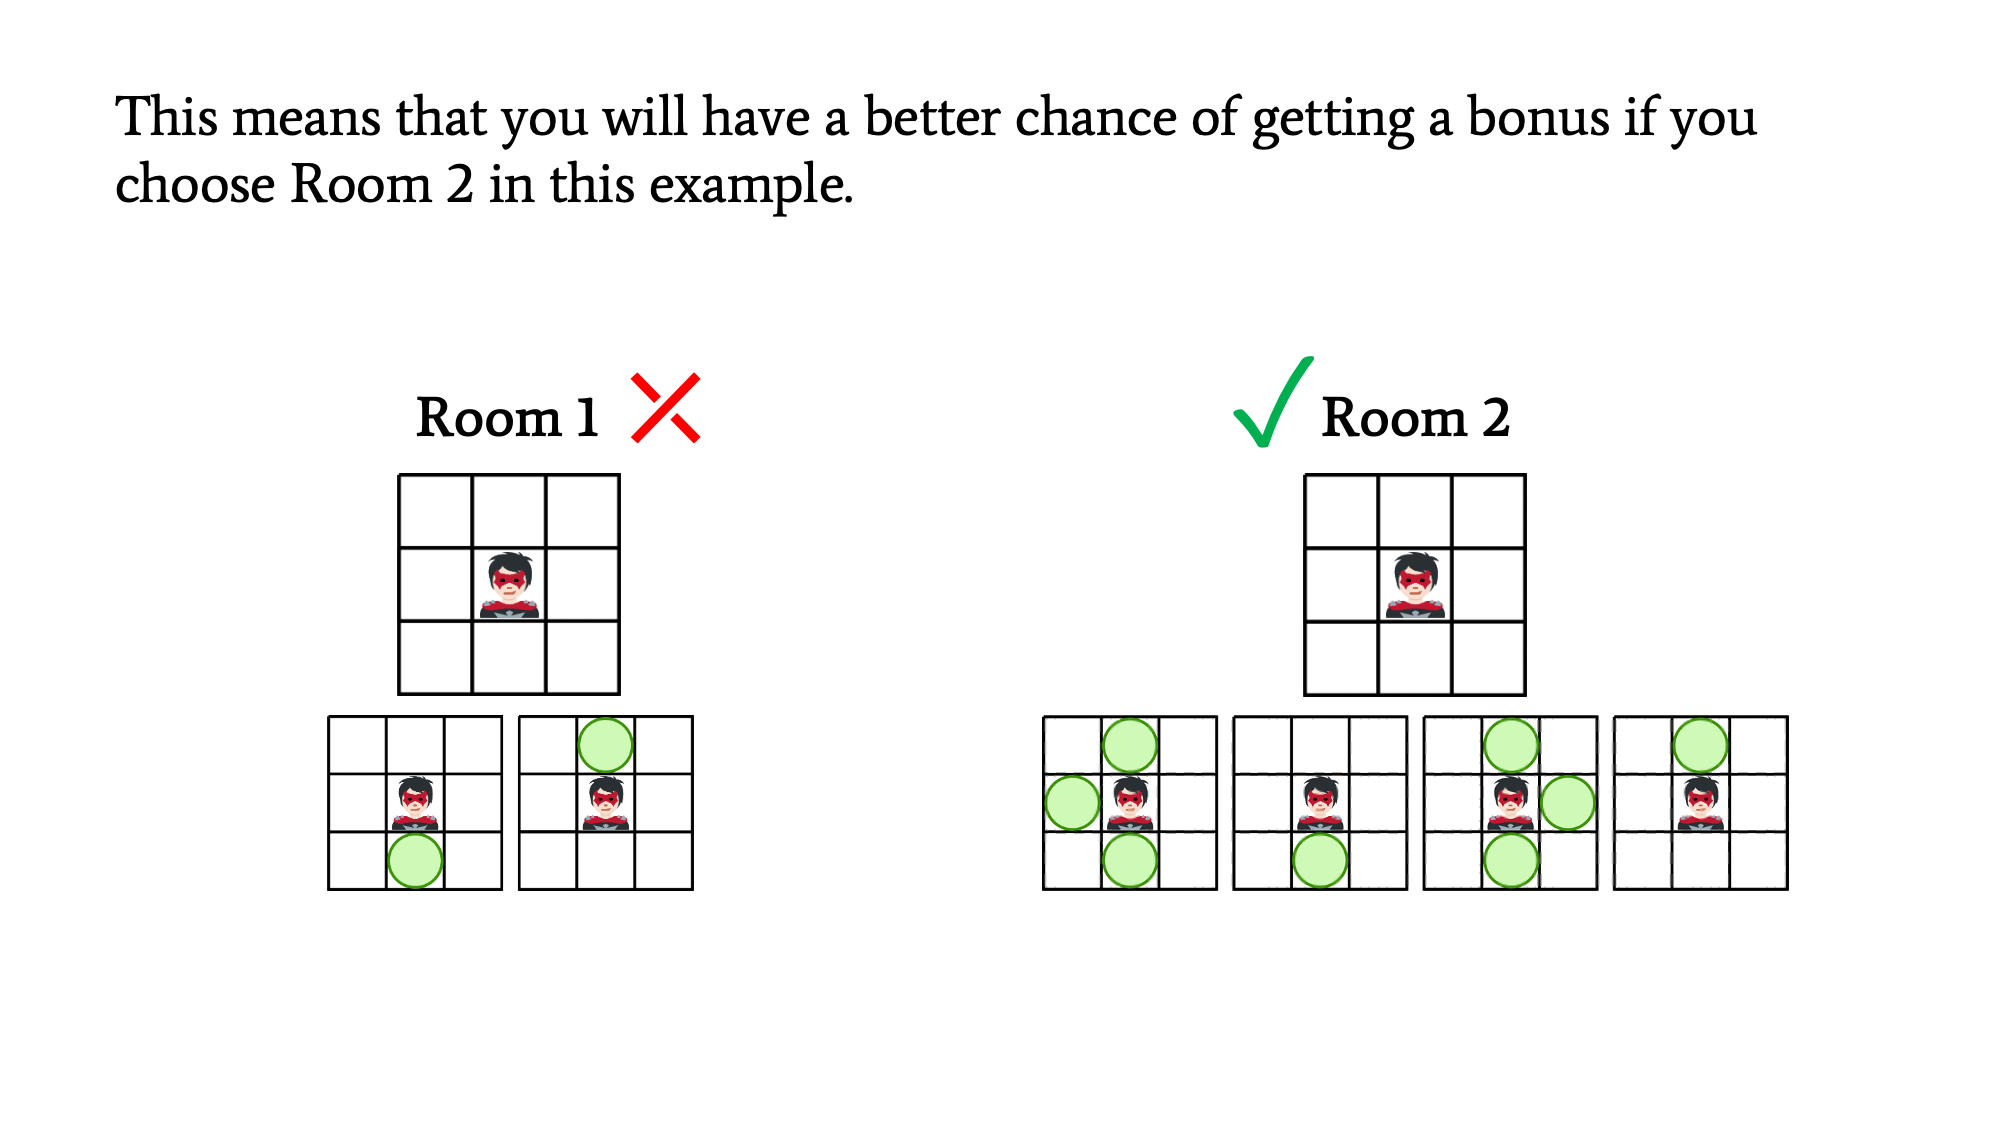 This means that you will have a better chance of getting a bonus if you
choose Room 2 in this example.
Room 1
Room 2